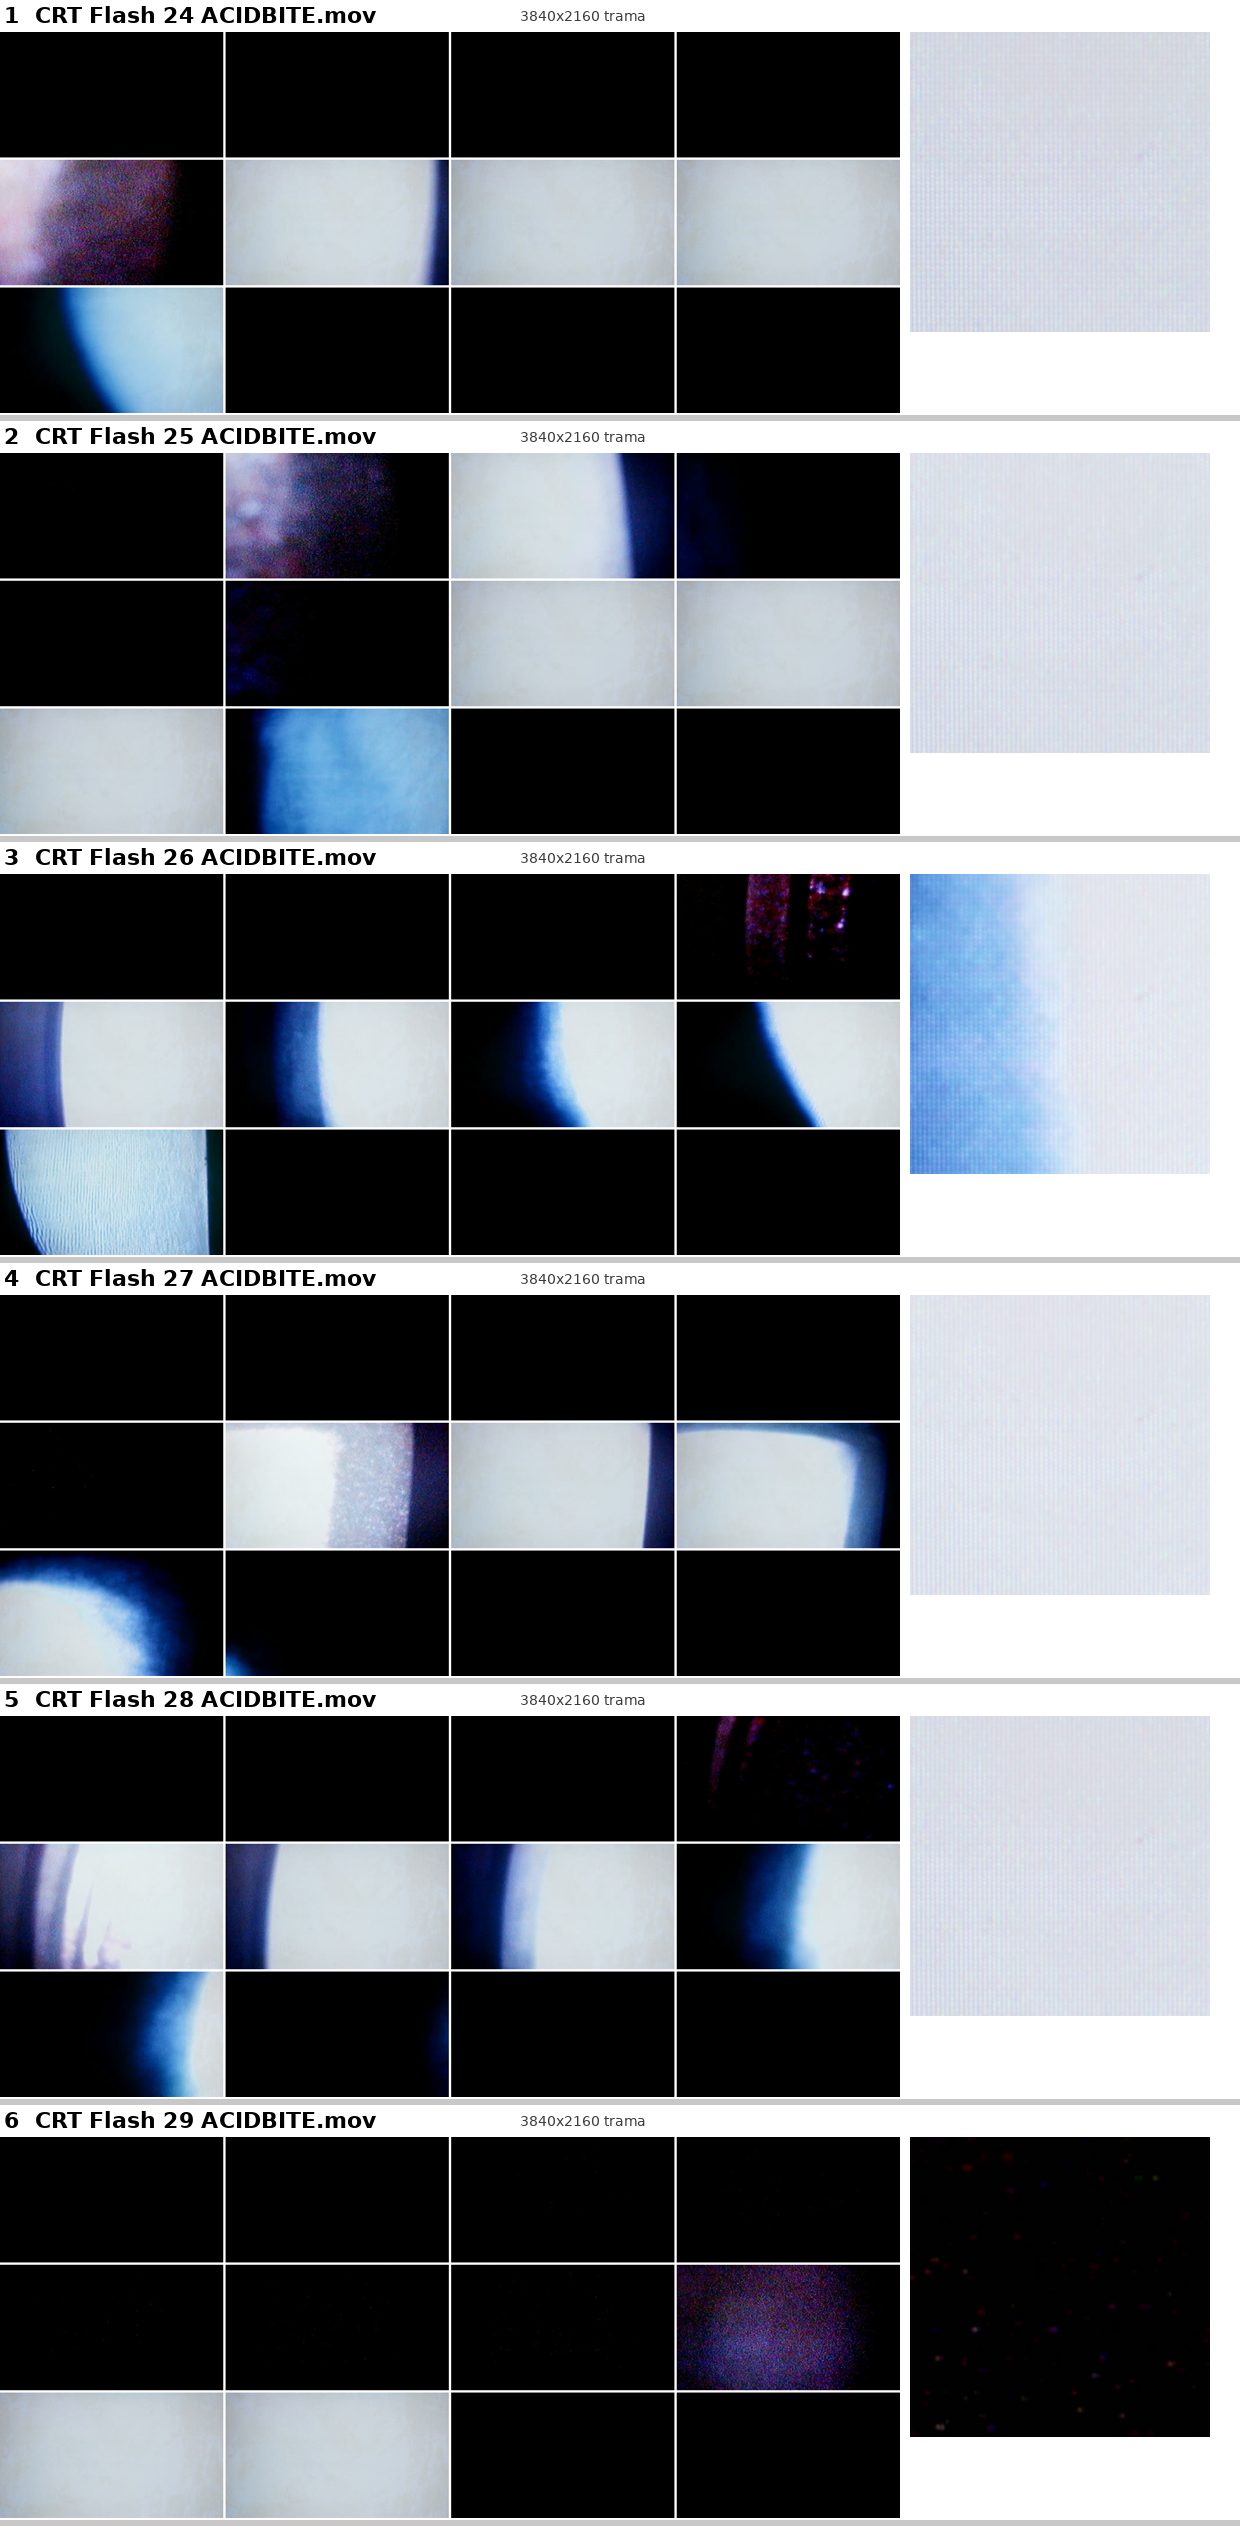 1 CRT Flash 24 ACIDBITE.mov 3840x2160 trama
2 CRT Flash 25 ACIDBITE.mov 3840x2160 trama
3 CRT Flash 26 ACIDBITE.mov 3840x2160 trama
4 CRT Flash 27 ACIDBITE.mov 3840x2160 trama
5 CRT Flash 28 ACIDBITE.mov 3840x2160 trama
6 CRT Flash 29 ACIDBITE.mov 3840x2160 trama